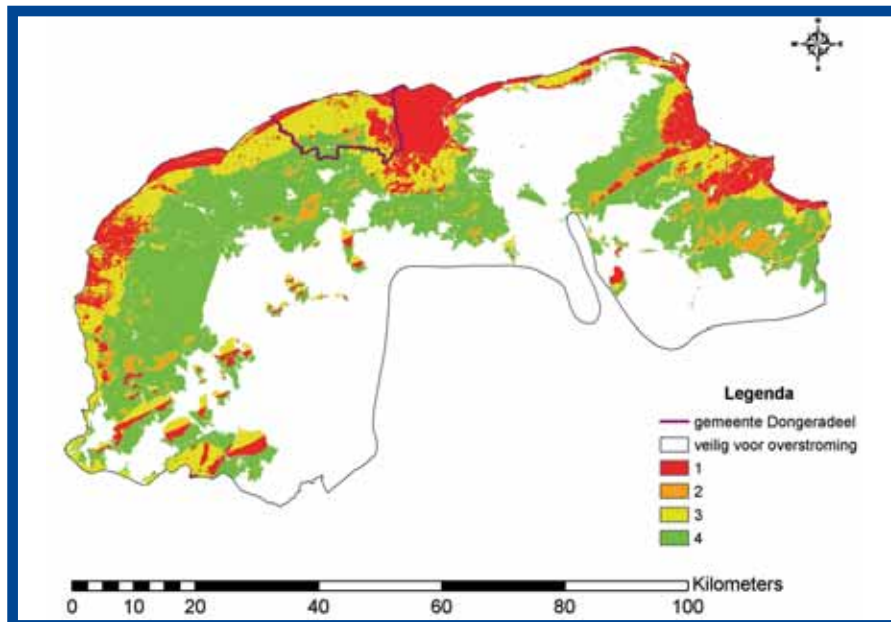 Legenda
gemeente Dongeradeel
veilig voor overstroming
1
2
3
4
Kilometers
0 10 20 40 60 80 100